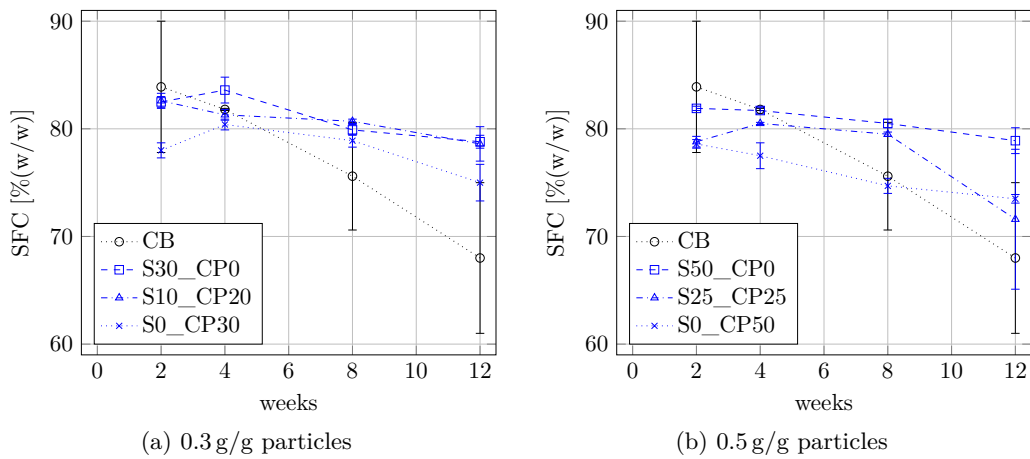 90
80
70
60
SFC [%(w/w)]
CB
S30_CP0
S10_CP20
S0_CP30
0 2 4 6 8 10 12
weeks
(a) 0.3 g/g particles
90
80
70
60
SFC [%(w/w)]
CB
S50_CP0
S25_CP25
S0_CP50
0 2 4 6 8 10 12
weeks
(b) 0.5 g/g particles